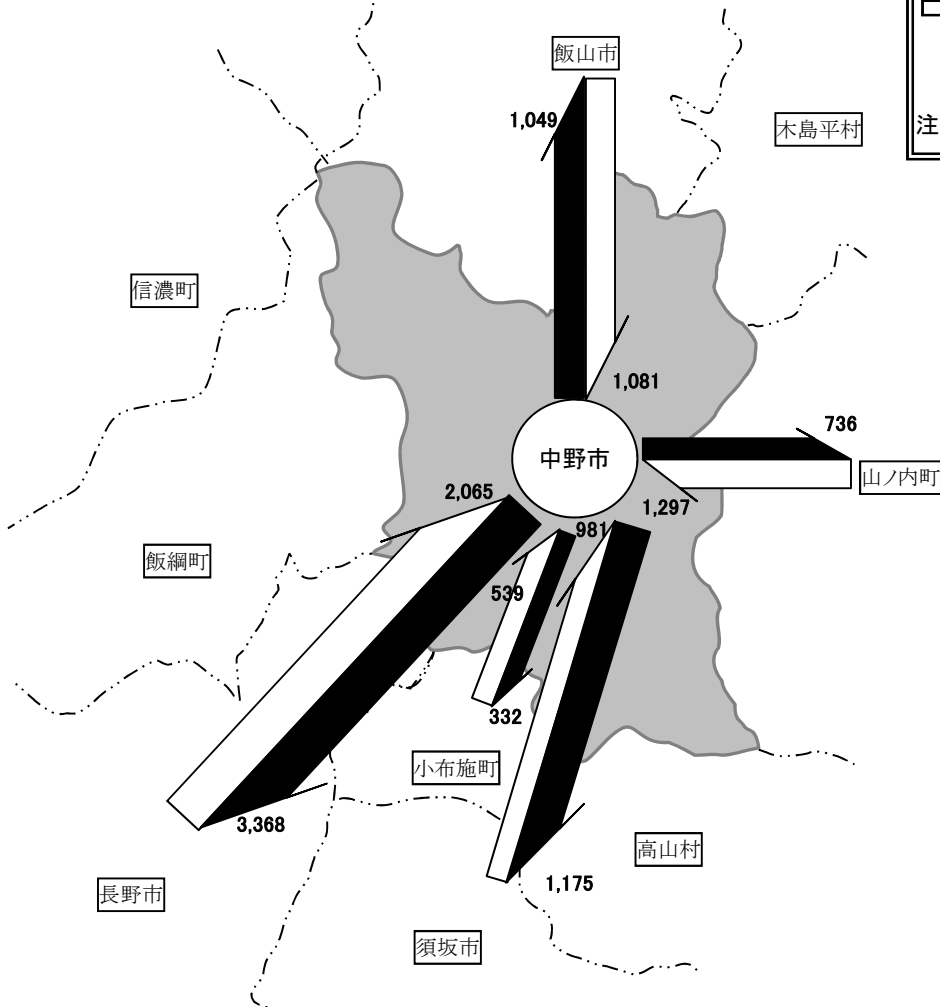 飯山市
1,049
木島平村
注
信濃町
1,081
736
中野市
山ノ内町
2,065
1,297
981
飯綱町
539
332
小布施町
3,368
高山村
1,175
長野市
須坂市